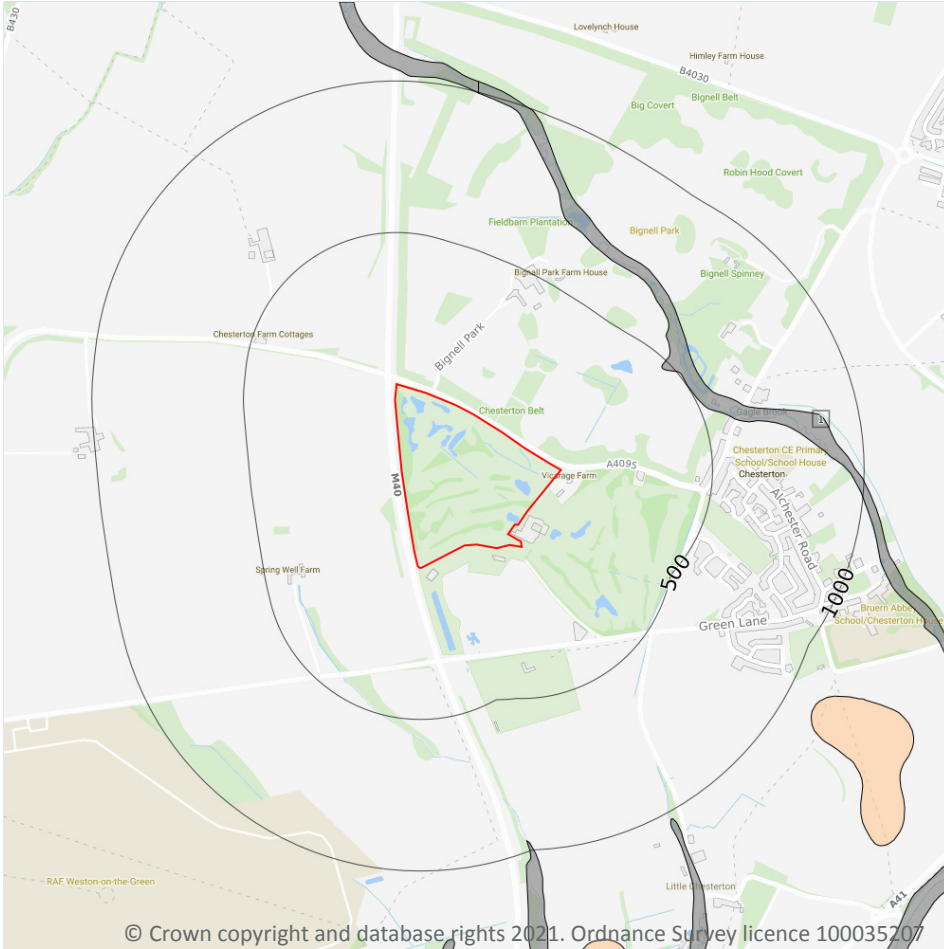 B430
Lovelynch House
Himley Farm House
B4030
Bignell Belt
Big Covert
Robin Hood Covert
Fieldbarn Plantation
Bignell Park
Bignall Park Farm House
Bignell Spinney
Chesterton Farm Cottages
Bignell Park
Chesterton Belt
Gagle Brook
1
Chesterton CE Primary
School/School House
Chesterton
A4095
Vicarage Farm
M40
Alchester Road
Spring Well Farm
500
1000
Green Lane
Bruern Abbey
School/Chesterton House
RAF Weston-on-the-Green
Little Chesterton
A41
© Crown copyright and database rights 2021. Ordnance Survey licence 100035207